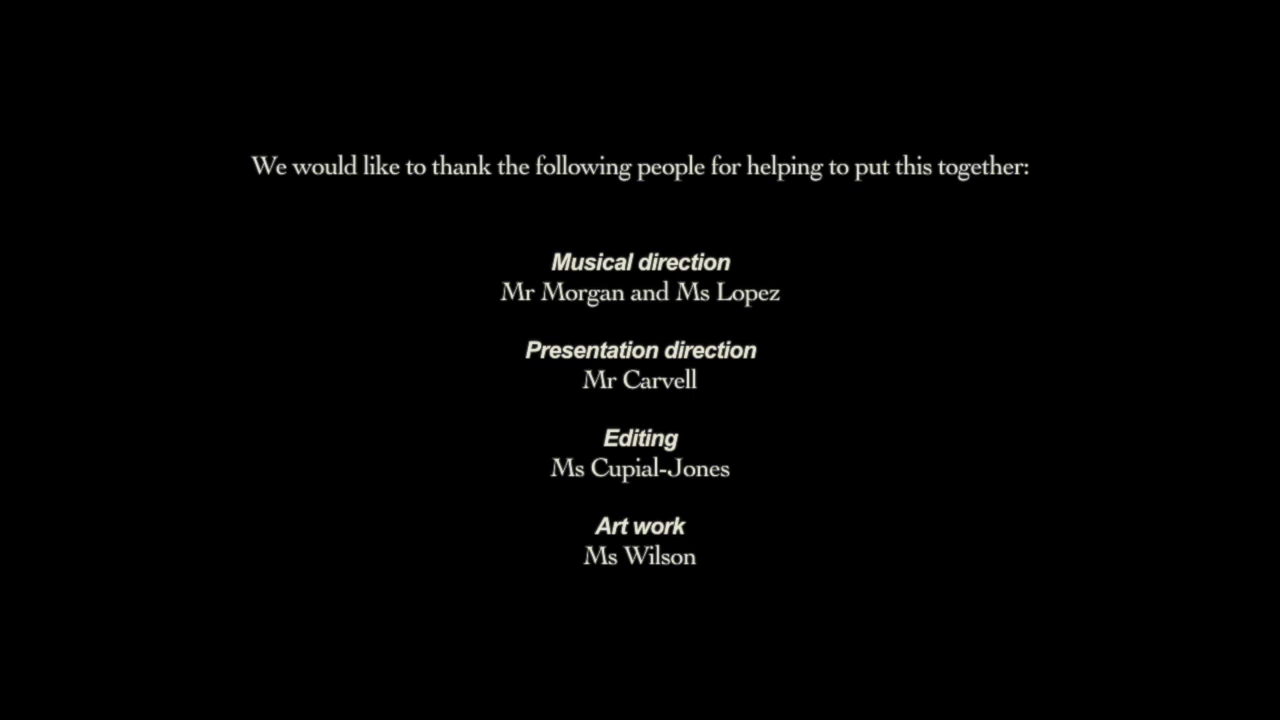 We would like to thank the following people for helping to put this together:
Musical direction
Mr Morgan and Ms Lopez
Presentation direction
Mr Carvell
Editing
Ms Cupial-Jones
Art work
Ms Wilson